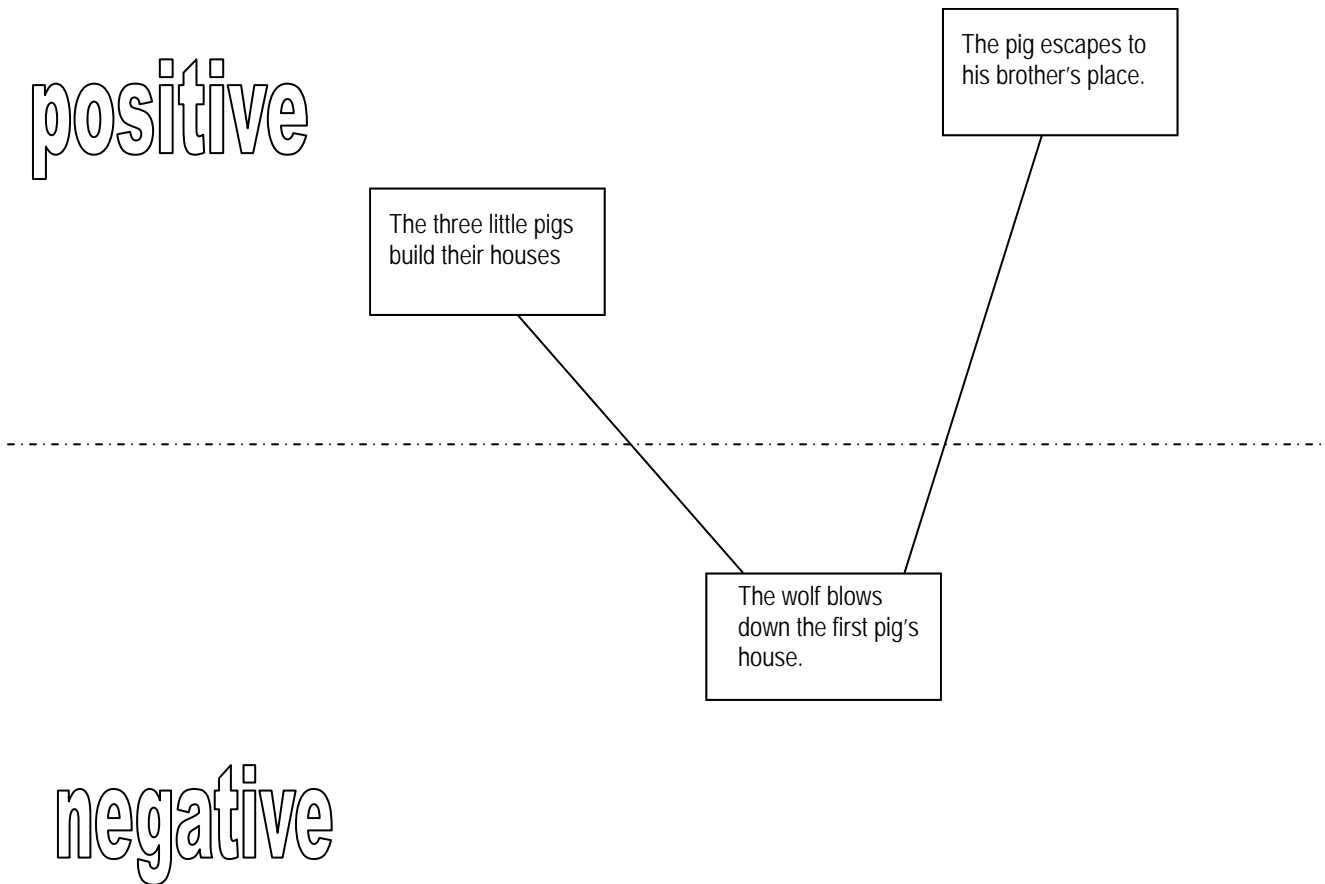 The pig escapes to
his brother’s place.
positive
The three little pigs
build their houses
The wolf blows
down the first pig’s
house.
negative